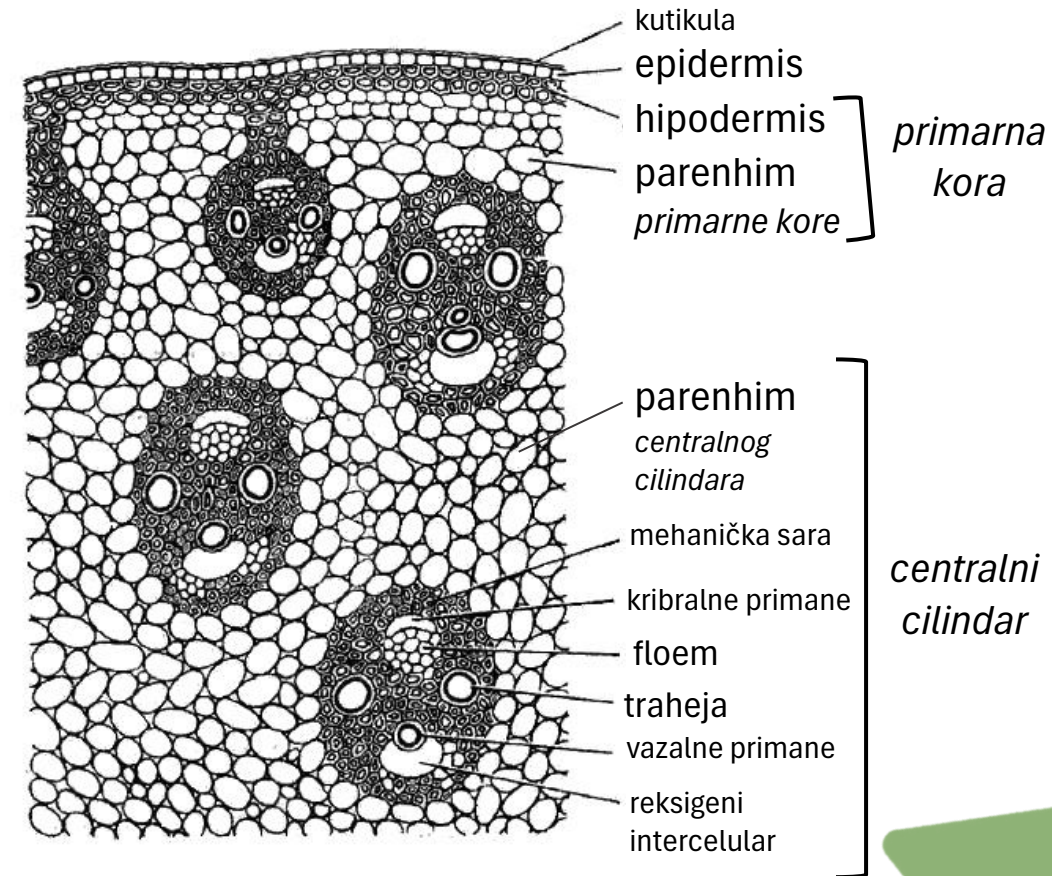 kutikula
epidermis
hipodermis
parenhim
primarne kore
primarna
kora
parenhim
centralnog
cilindara
mehanička sara
kribralne primane
floem
traheja
vazalne primane
reksigeni
intercelular
centralni
cilindar